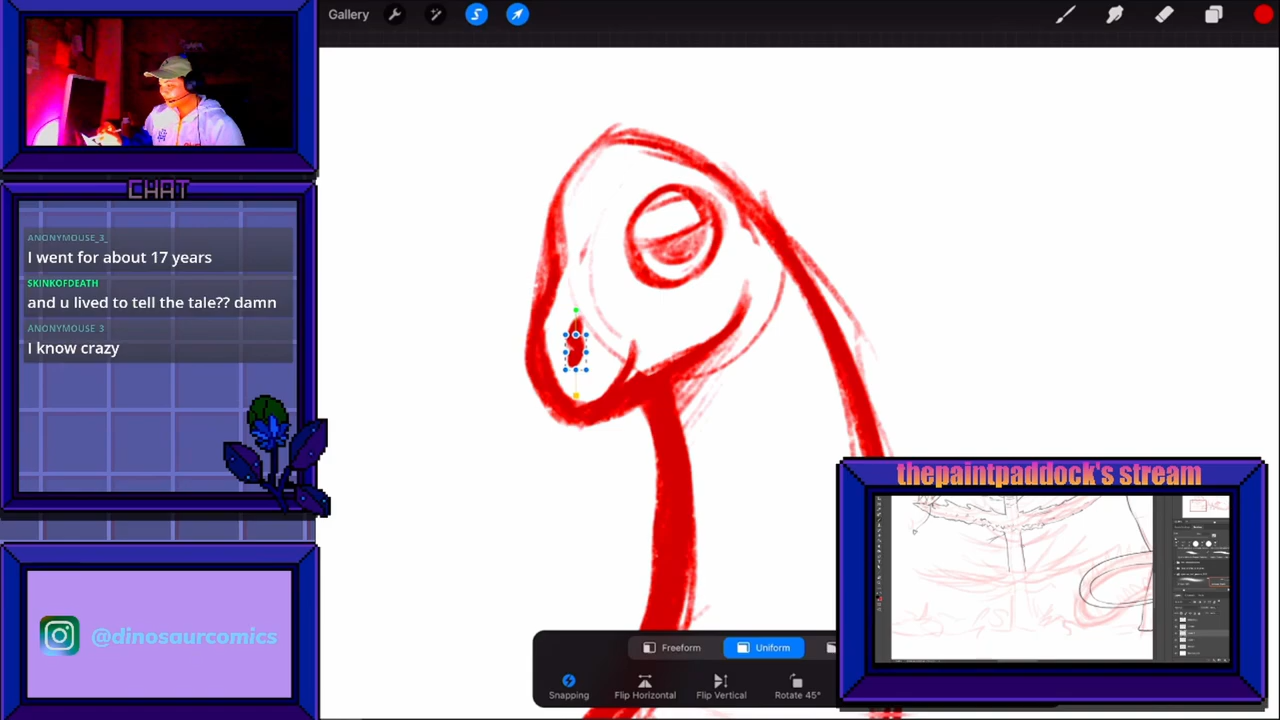 Gallery
CHAT
ANONYMOUSE_3_
I went for about 17 years
SKINKOFDEATH
and u lived to tell the tale?? damn
ANONYMOUSE 3
I know crazy
@dinosaurcomics
thepaintpaddock's stream
Freeform
Uniform
Snapping
Flip Horizontal
Flip Vertical
Rotate 45°